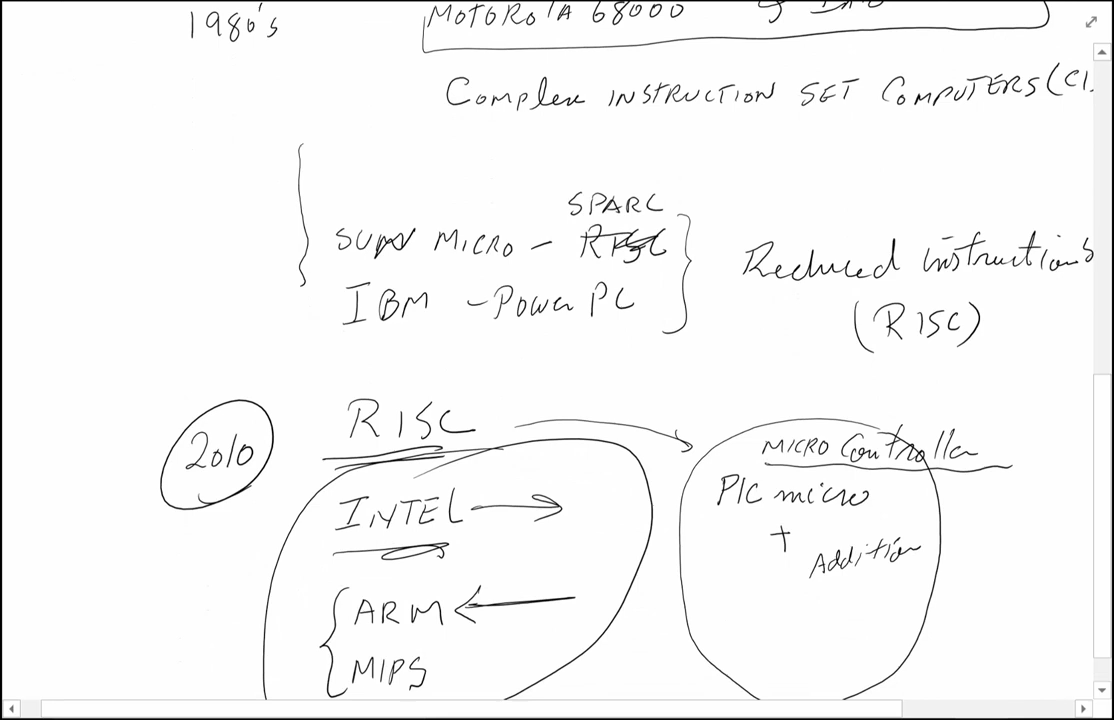 1980's
MOTOROLA 68000
Complex INSTRUCTION SET COMPUTERS (CI
SPARC
SUN MICRO -
IBM - Power PC
Reduced instructions
(RISC)
2010
RISC
MICRO Controller
INTEL
PIC micro
+ Addition
ARM
MIPS